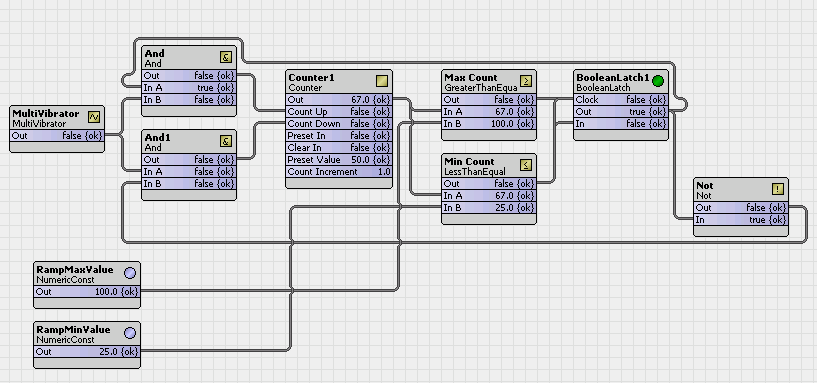 And
And
Out false {ok}
In A true {ok}
In B false {ok}
MultiVibrator
MultiVibrator
Out false {ok}
And1
And
Out false {ok}
In A false {ok}
In B false {ok}
Counter1
Counter
Out 67.0 {ok}
Count Up false {ok}
Count Down false {ok}
Preset In false {ok}
Clear In false {ok}
Preset Value 50.0 {ok}
Count Increment 1.0
Max Count
GreaterThanEqua
Out false {ok}
In A 67.0 {ok}
In B 100.0 {ok}
Min Count
LessThanEqual
Out false {ok}
In A 67.0 {ok}
In B 25.0 {ok}
BooleanLatch1
BooleanLatch
Clock false {ok}
Out true {ok}
In false {ok}
Not
Not
Out false {ok}
In true {ok}
RampMaxValue
NumericConst
Out 100.0 {ok}
RampMinValue
NumericConst
Out 25.0 {ok}